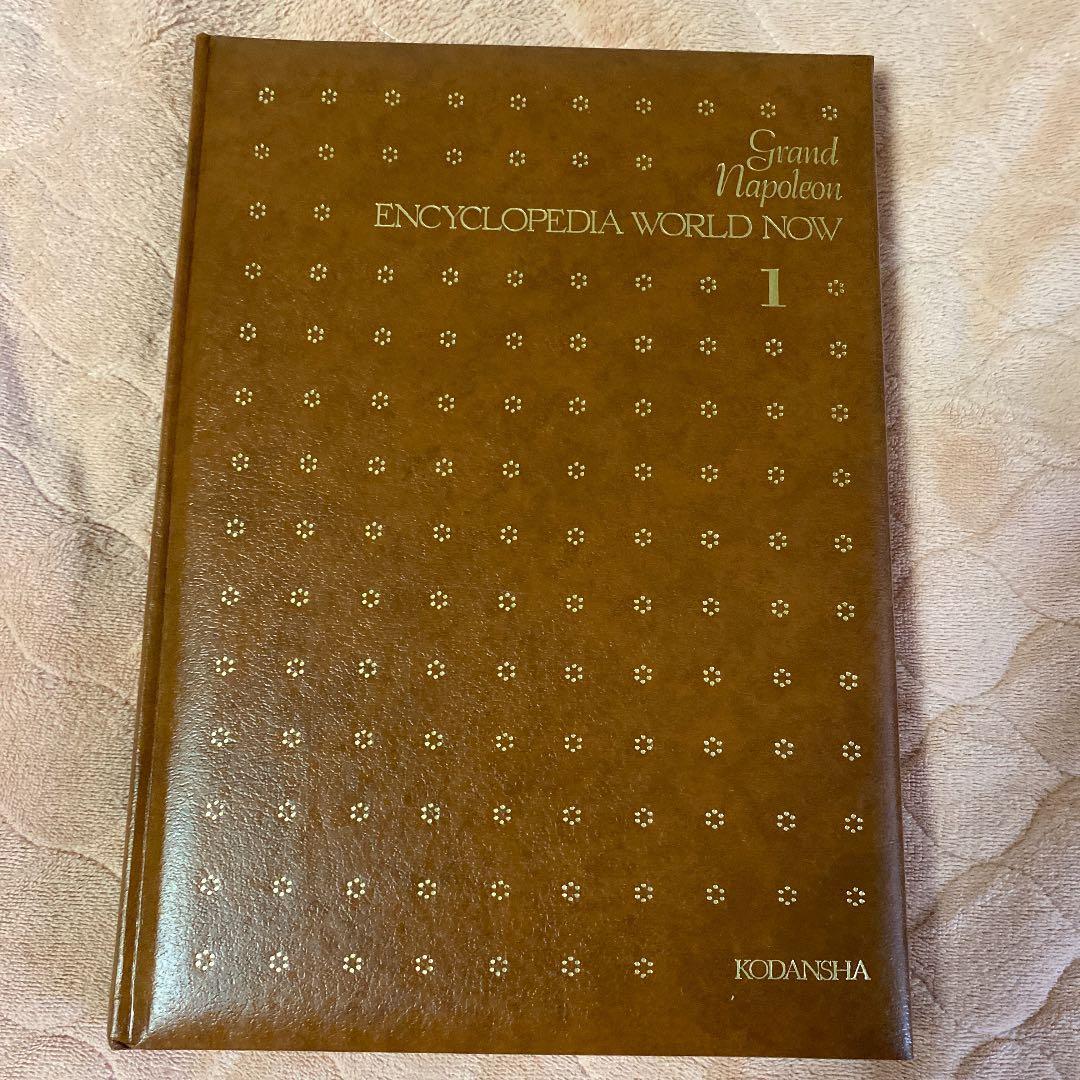 Grand
Napoleon
ENCYCLOPEDIA WORLD NOW
1
KODANSHA